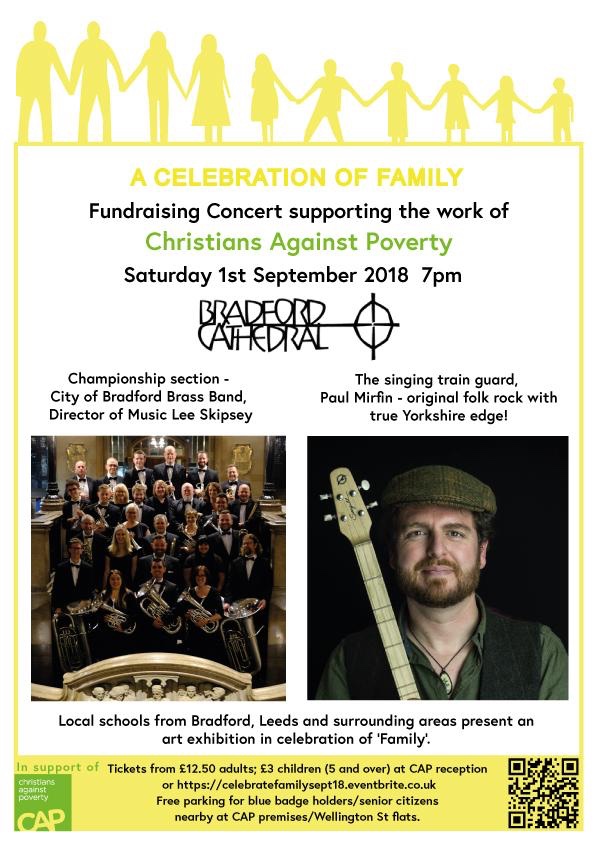 A CELEBRATION OF FAMILY
Fundraising Concert supporting the work of
Christians Against Poverty
Saturday 1st September 2018  7pm
BRADFORD
CATHEDRAL
Championship section -
City of Bradford Brass Band,
Director of Music Lee Skipsey
The singing train guard,
Paul Mirfin - original folk rock with
true Yorkshire edge!
Local schools from Bradford, Leeds and surrounding areas present an
art exhibition in celebration of 'Family'.
In support of
christians
against
poverty
CAP
Tickets from £12.50 adults; £3 children (5 and over) at CAP reception
or https://celebratefamilysept18.eventbrite.co.uk
Free parking for blue badge holders/senior citizens
nearby at CAP premises/Wellington St flats.